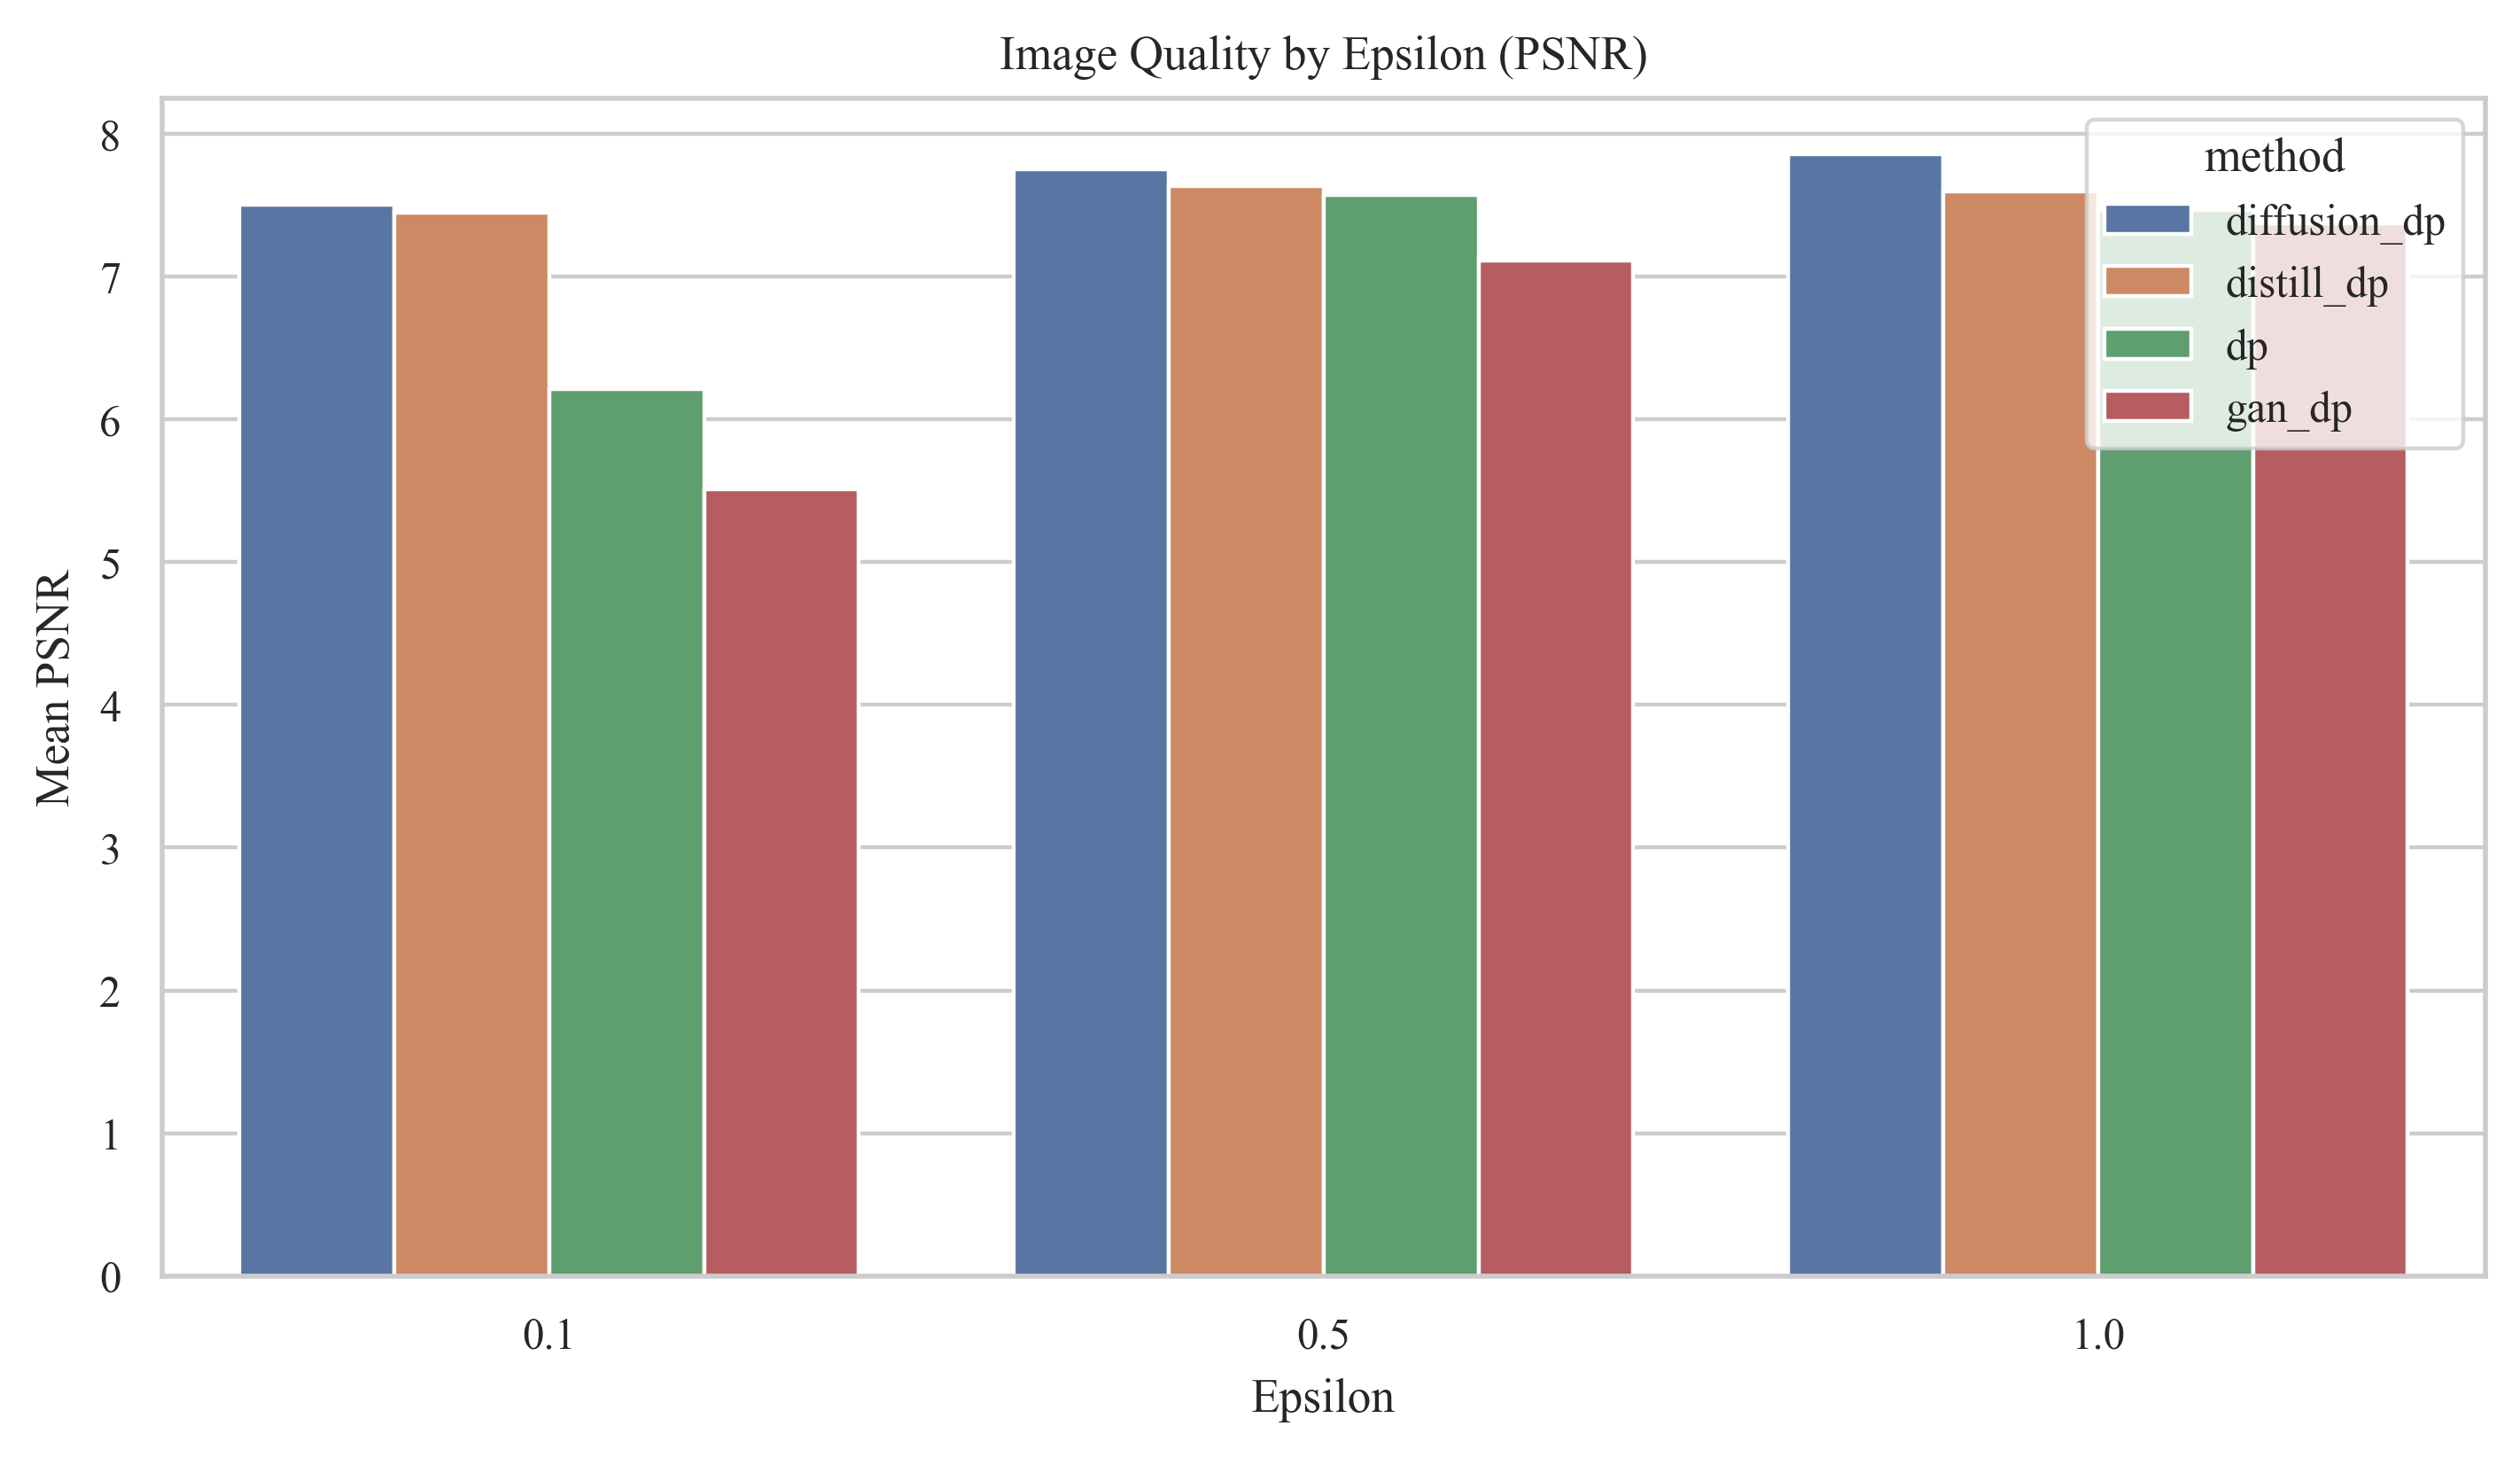 Image Quality by Epsilon (PSNR)
8
7
6
5
4
3
2
1
0
Mean PSNR
method
diffusion_dp
distill_dp
dp
gan_dp
0.1
0.5
1.0
Epsilon